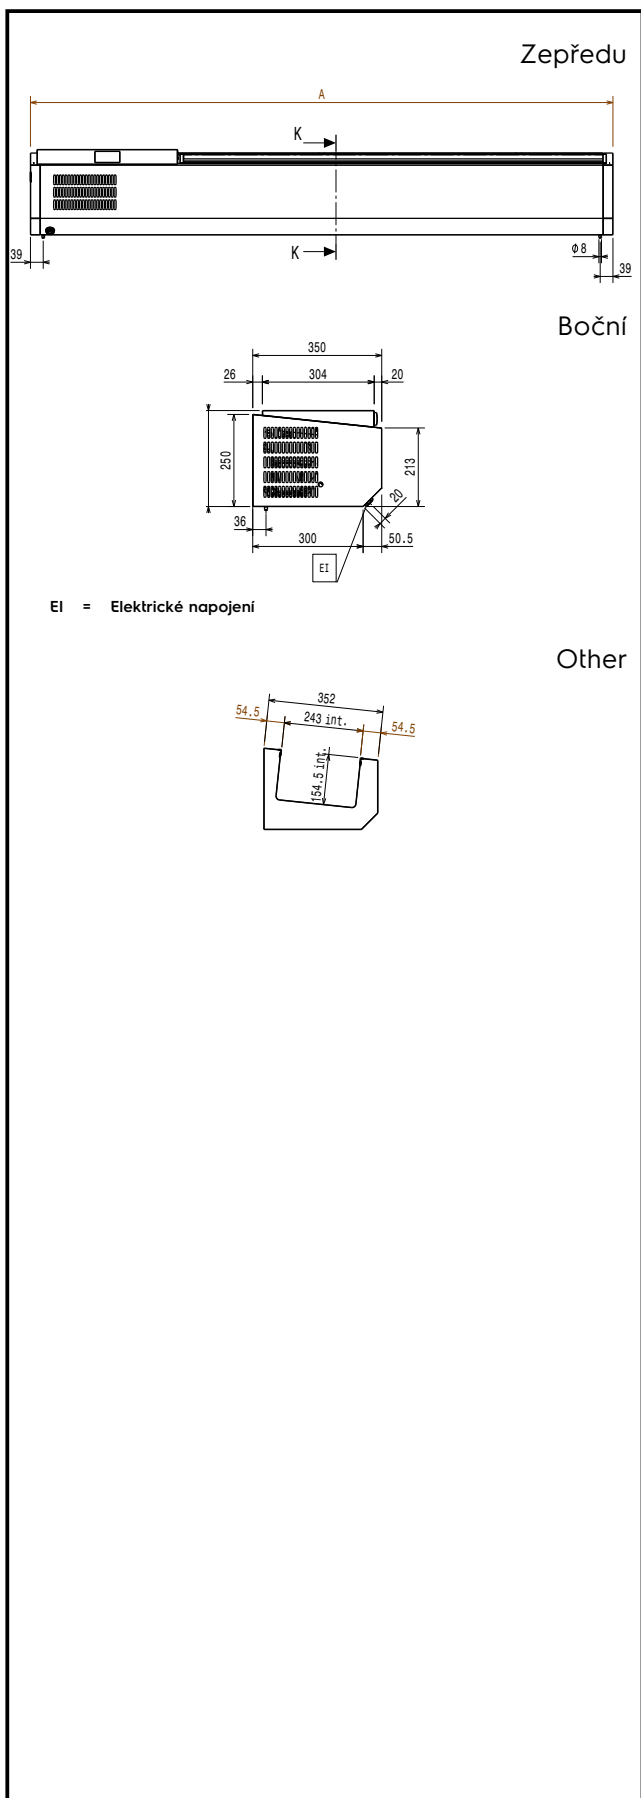 Zepředu
A
K
K
39
Φ8
39
Boční
350
26 304 20
250
213
20
36
300 50.5
EI
EI = Elektrické napojení
Other
352
54.5 243 int. 54.5
154.5 int.